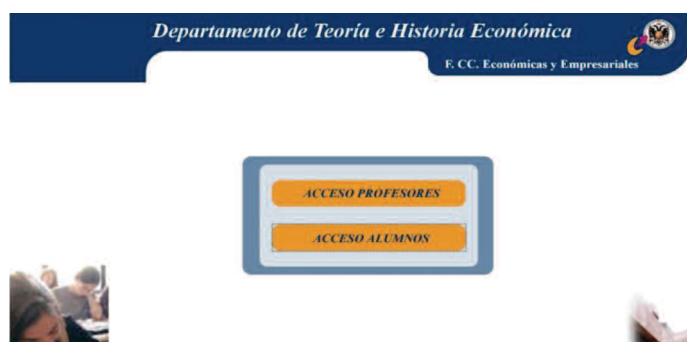 Departamento de Teoría e Historia Económica
F. CC. Económicas y Empresariales
ACCESO PROFESORES
ACCESO ALUMNOS